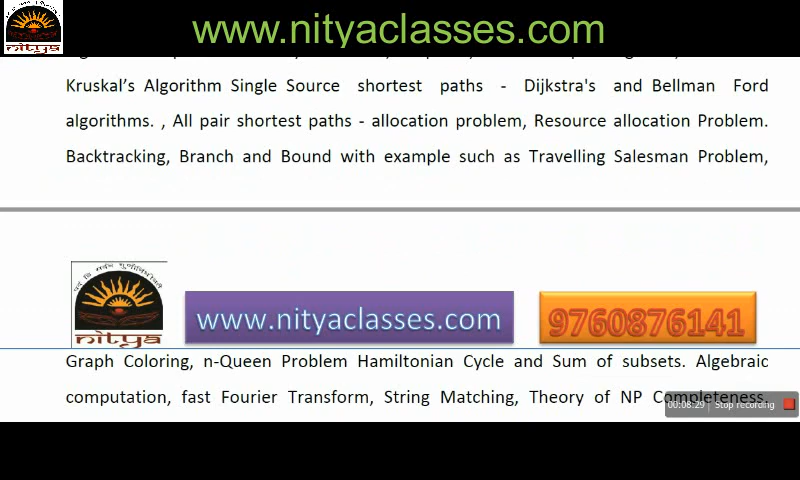 www.nityaclasses.com
nitya
Kruskal's Algorithm Single Source shortest paths - Dijkstra's and Bellman Ford
algorithms. , All pair shortest paths - allocation problem, Resource allocation Problem.
Backtracking, Branch and Bound with example such as Travelling Salesman Problem,
www.nityaclasses.com
9760876141
nitya
Graph Coloring, n-Queen Problem Hamiltonian Cycle and Sum of subsets. Algebraic
computation, fast Fourier Transform, String Matching, Theory of NP Completeness.
00:08:29 | Stop recording